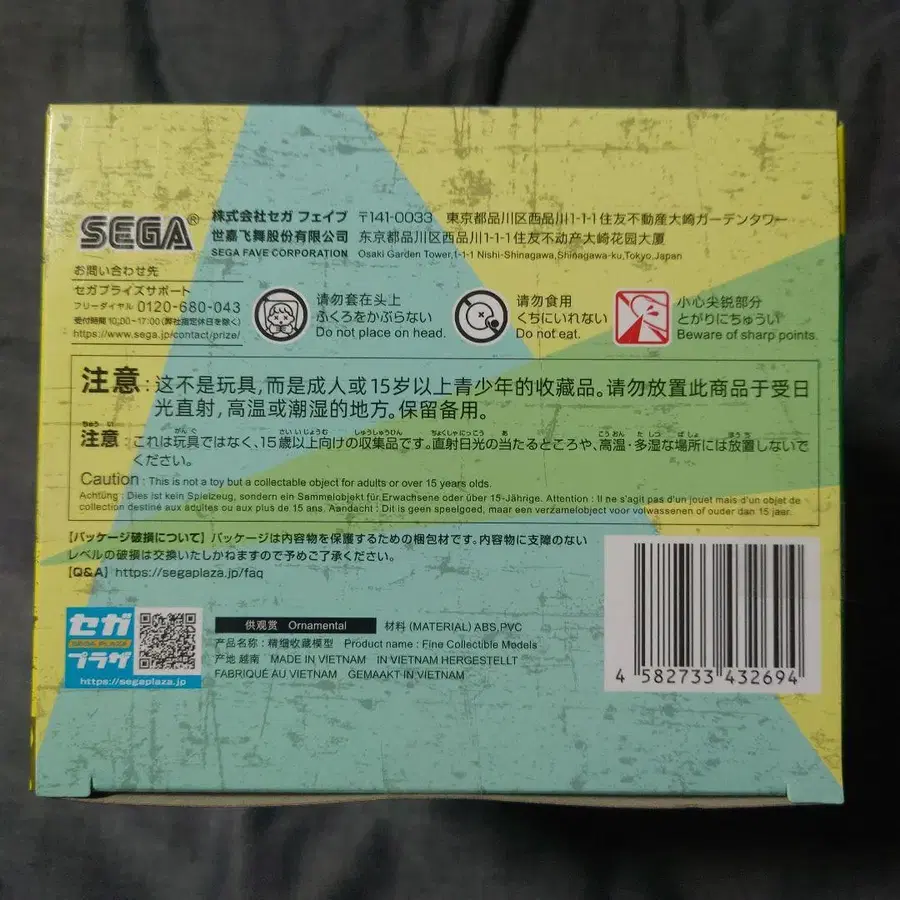 SEGA®
株式会社セガ フェイブ 〒141-0033 東京都品川区西品川1-1-1住友不動産大崎ガーデンタワー
世嘉飞舞股份有限公司 东京都品川区西品川1-1-1住友不动产大崎花园大厦
SEGA FAVE CORPORATION Osaki Garden Tower,1-1-1 Nishi-Shinagawa,Shinagawa-ku,Tokyo,Japan
お問い合わせ先
セガプライズサポート
フリーダイヤル 0120-680-043
受付時間 10:00~17:00 (弊社指定休日を除く)
https://www.sega.jp/contact/prize/
请勿套在头上
ふくろをかぶらない
Do not place on head.
请勿食用
くちにいれない
Do not eat.
小心尖锐部分
とがりにちゅうい
Beware of sharp points.
注意:这不是玩具,而是成人或15岁以上青少年的收藏品。请勿放置此商品于受日
光直射,高温或潮湿的地方。保留备用。
注意:これは玩具ではなく、15歳以上向けの収集品です。直射日光の当たるところや、高温・多湿な場所には放置しないで
ください。
Caution : This is not a toy but a collectable object for adults or over 15 years olds.
Achtung : Dies ist kein Spielzeug, sondern ein Sammelobjekt für Erwachsene oder über 15-Jährige. Attention : Il ne s'agit pas d'un jouet mais d'un objet de
collection destiné aux adultes ou aux plus de 15 ans. Aandacht : Dit is geen speelgoed, maar een verzamelobject voor volwassenen of ouder dan 15 jaar.
【パッケージ破損について】パッケージは内容物を保護するための梱包材です。内容物に支障のない
レベルの破損は交換いたしかねますので予めご了承ください。
【Q&A】https://segaplaza.jp/faq
セガ
SEGA PLAZA
プラザ
https://segaplaza.jp
供观赏 Ornamental 材料 (MATERIAL) ABS,PVC
产品名称:精细收藏模型 Product name : Fine Collectible Models
产地 越南 MADE IN VIETNAM IN VIETNAM HERGESTELLT
FABRIQUÉ AU VIETNAM GEMAAKT IN VIETNAM
4 582733 432694